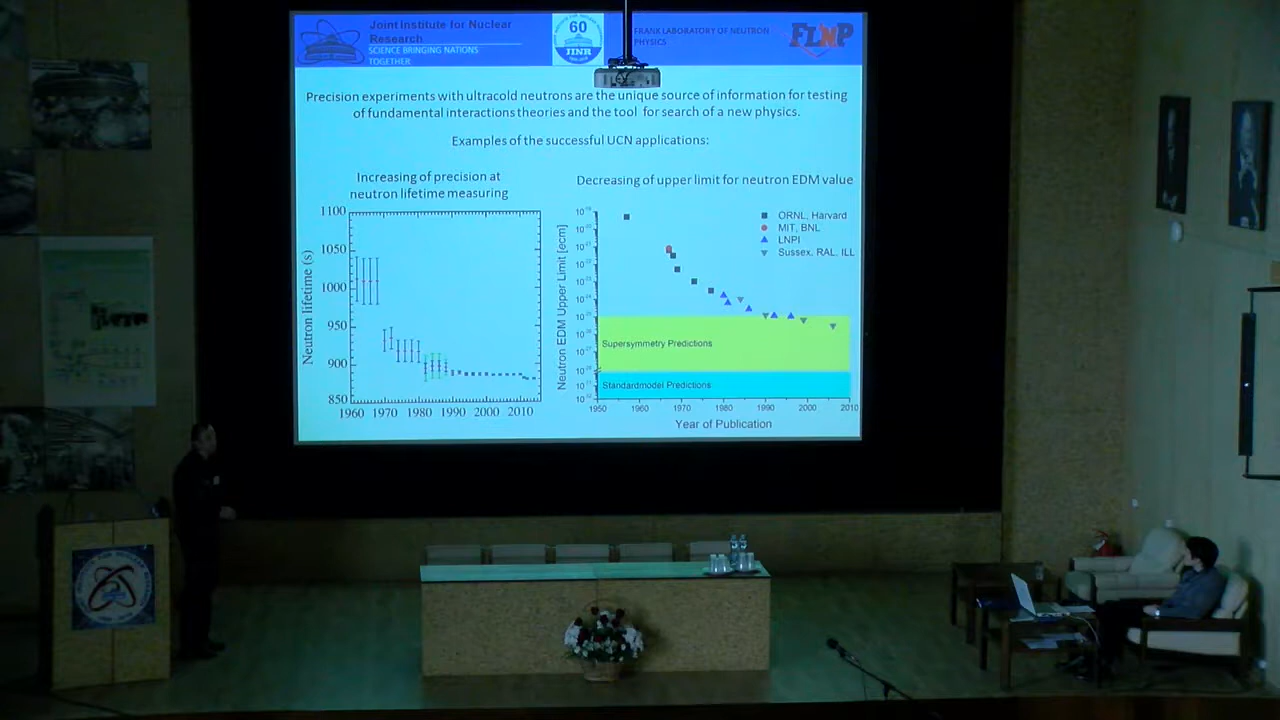 Joint Institute for Nuclear
Research
SCIENCE BRINGING NATIONS
TOGETHER
60
JINR
FRANK LABORATORY OF NEUTRON
PHYSICS
FLNP
Precision experiments with ultracold neutrons are the unique source of information for testing
of fundamental interactions theories and the tool for search of a new physics.
Examples of the successful UCN applications:
Increasing of precision at
neutron lifetime measuring
1100
1050
1000
950
900
850
Neutron lifetime (s)
1960 1970 1980 1990 2000 2010
Decreasing of upper limit for neutron EDM value
Neutron EDM Upper Limit [ecm]
ORNL, Harvard
MIT, BNL
LNPI
Sussex, RAL, ILL
Supersymmetry Predictions
Standardmodel Predictions
1950 1960 1970 1980 1990 2000 2010
Year of Publication